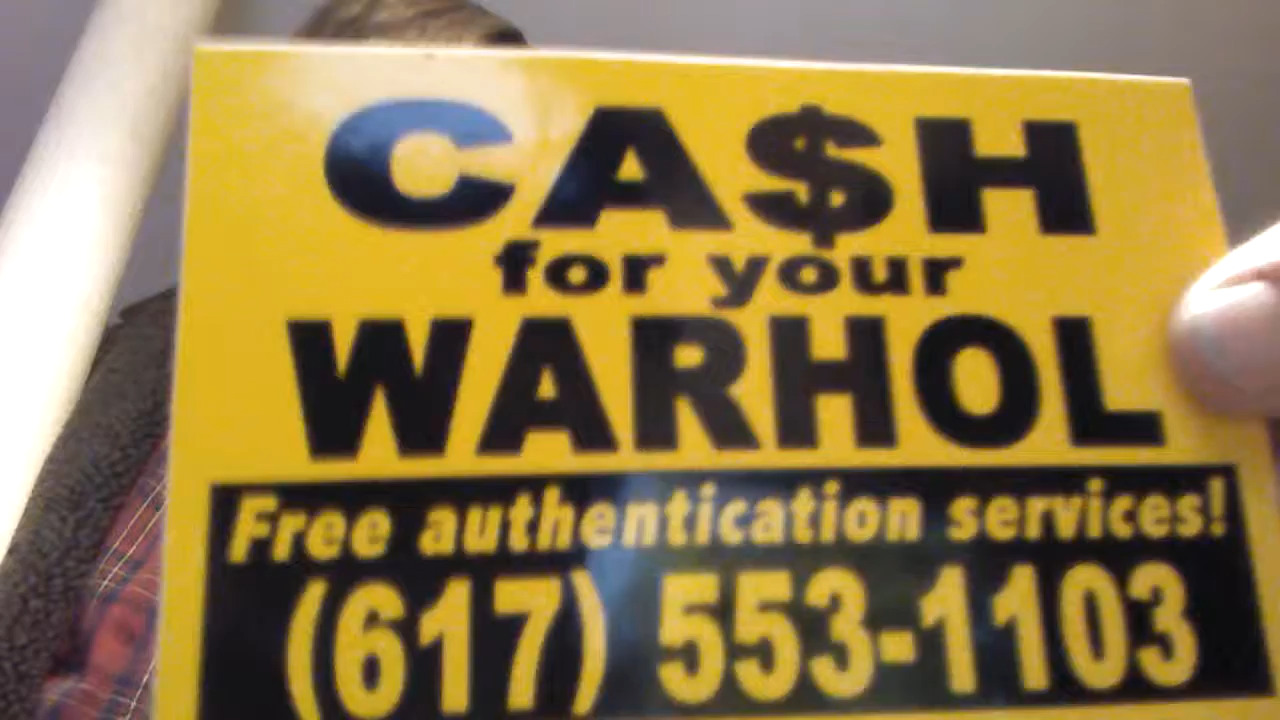 CA$H
for your
WARHOL
Free authentication services!
(617) 553-1103